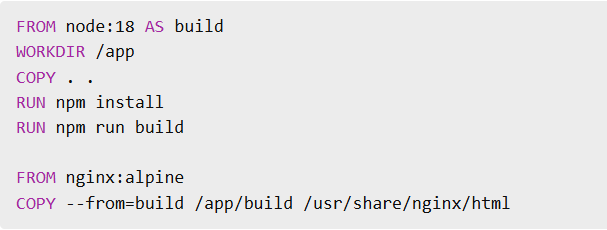 FROM node:18 AS build
WORKDIR /app
COPY . .
RUN npm install
RUN npm run build
FROM nginx:alpine
COPY --from=build /app/build /usr/share/nginx/html